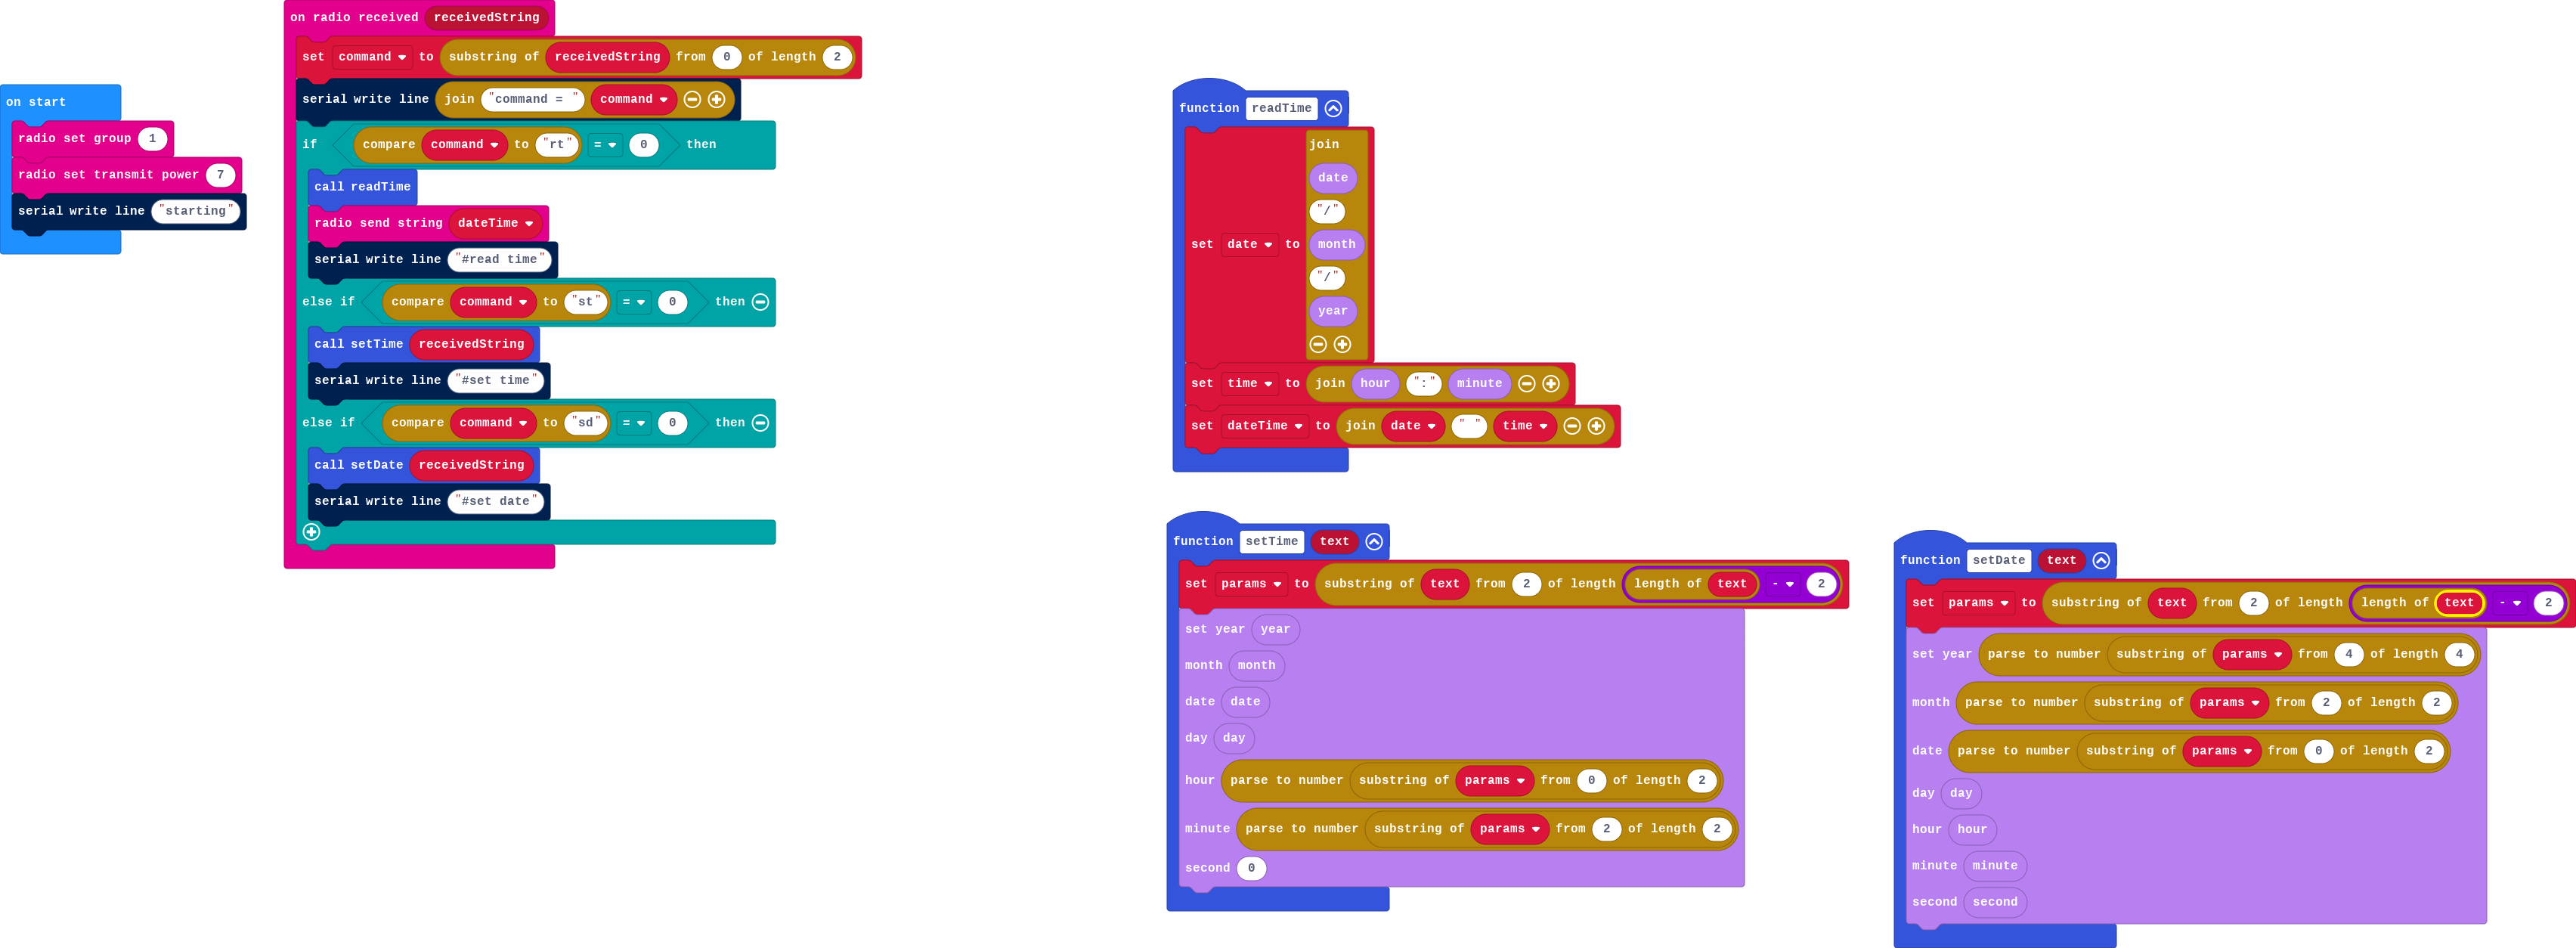 on start
radio set group 1
radio set transmit power 7
serial write line "starting"
on radio received receivedString
set command to substring of receivedString from 0 of length 2
serial write line join "command = " command
if compare command to "rt" = 0 then
call readTime
radio send string dateTime
serial write line "#read time"
else if compare command to "st" = 0 then
call setTime receivedString
serial write line "#set time"
else if compare command to "sd" = 0 then
call setDate receivedString
serial write line "#set date"
function readTime
join
date
"/"
set date to month
"/"
year
set time to join hour ":" minute
set dateTime to join date " " time
function setTime text
set params to substring of text from 2 of length length of text - 2
set year year
month month
date date
day day
hour parse to number substring of params from 0 of length 2
minute parse to number substring of params from 2 of length 2
second 0
function setDate text
set params to substring of text from 2 of length length of text - 2
set year parse to number substring of params from 4 of length 4
month parse to number substring of params from 2 of length 2
date parse to number substring of params from 0 of length 2
day day
hour hour
minute minute
second second